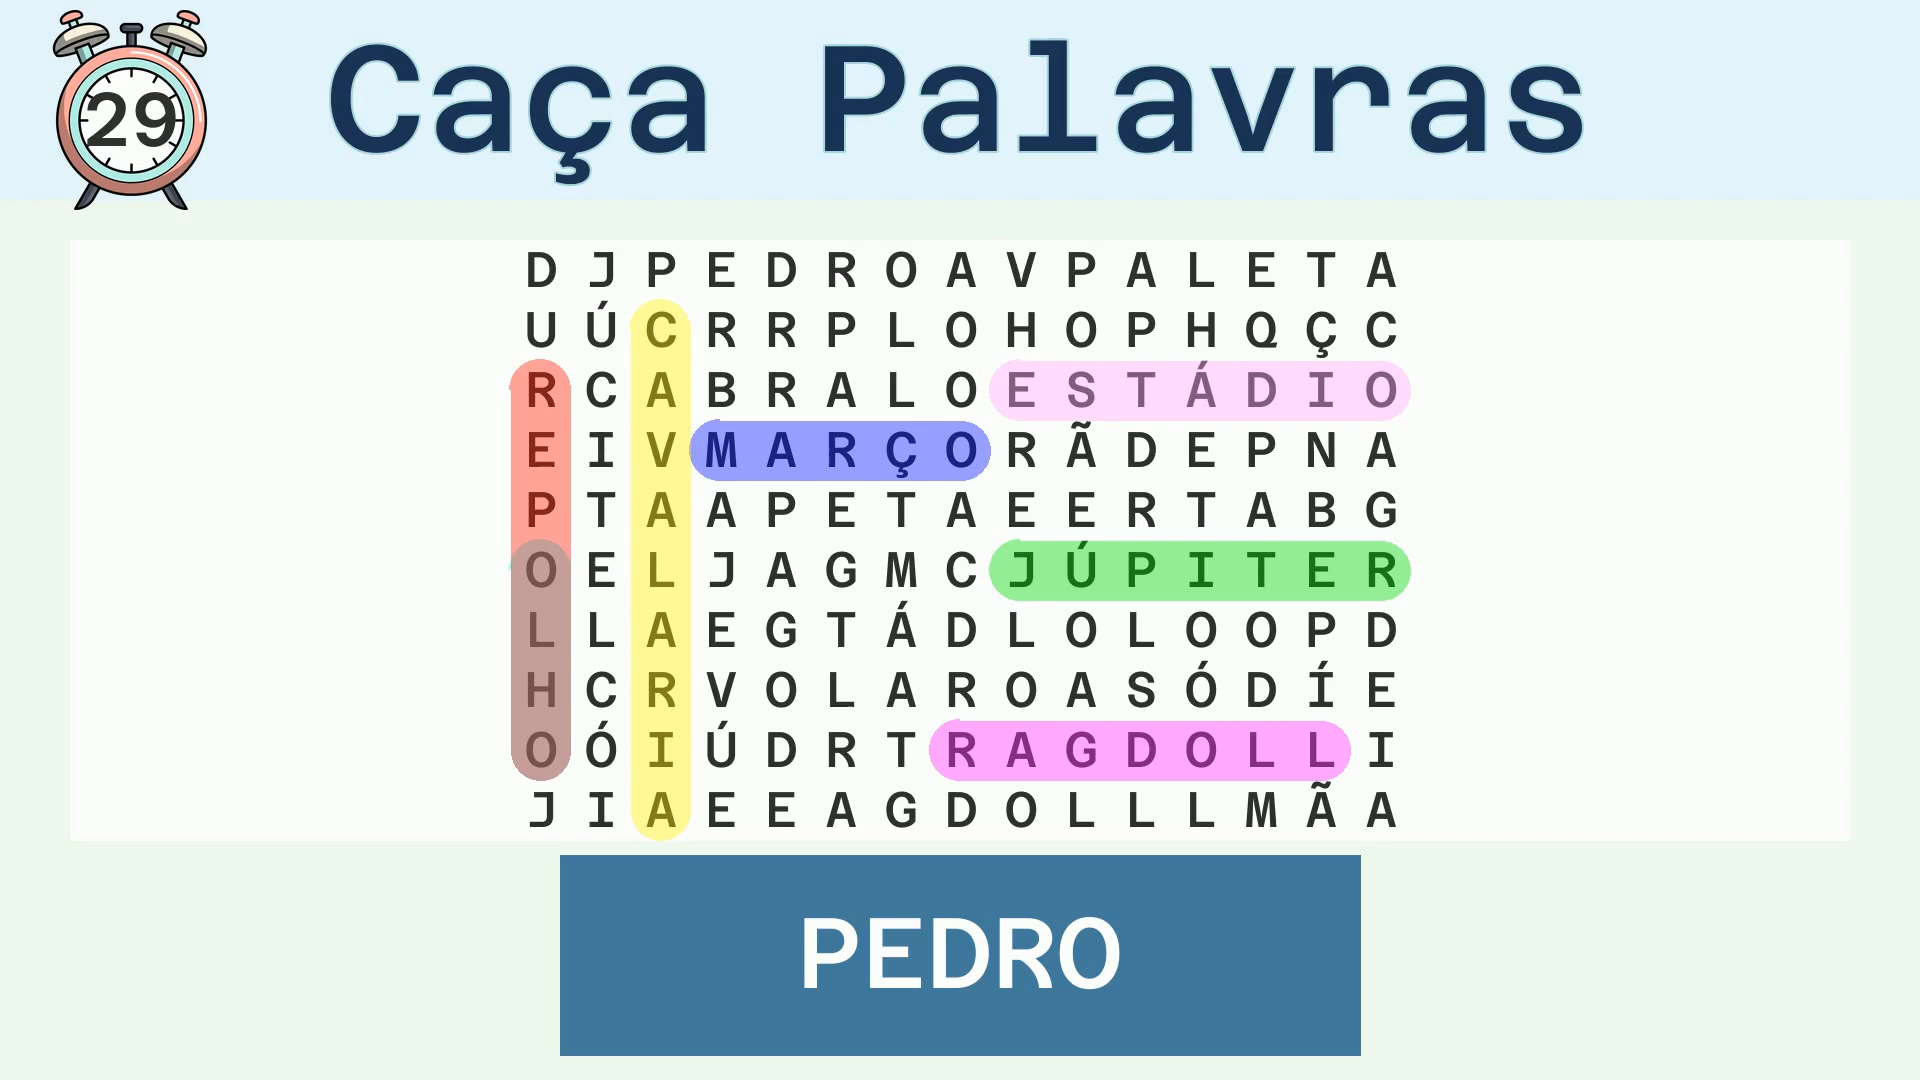 29
Caça Palavras
D J P E D R O A V P A L E T A
U Ú C R R P L O H O P H Q Ç C
R C A B R A L O E S T Á D I O
E I V M A R Ç O R Ã D E P N A
P T A A P E T A E E R T A B G
O E L J A G M C J Ú P I T E R
L L A E G T Á D L O L O O P D
H C R V O L A R O A S Ó D Í E
O Ó I Ú D R T R A G D O L L I
J I A E E A G D O L L L M Ã A
PEDRO